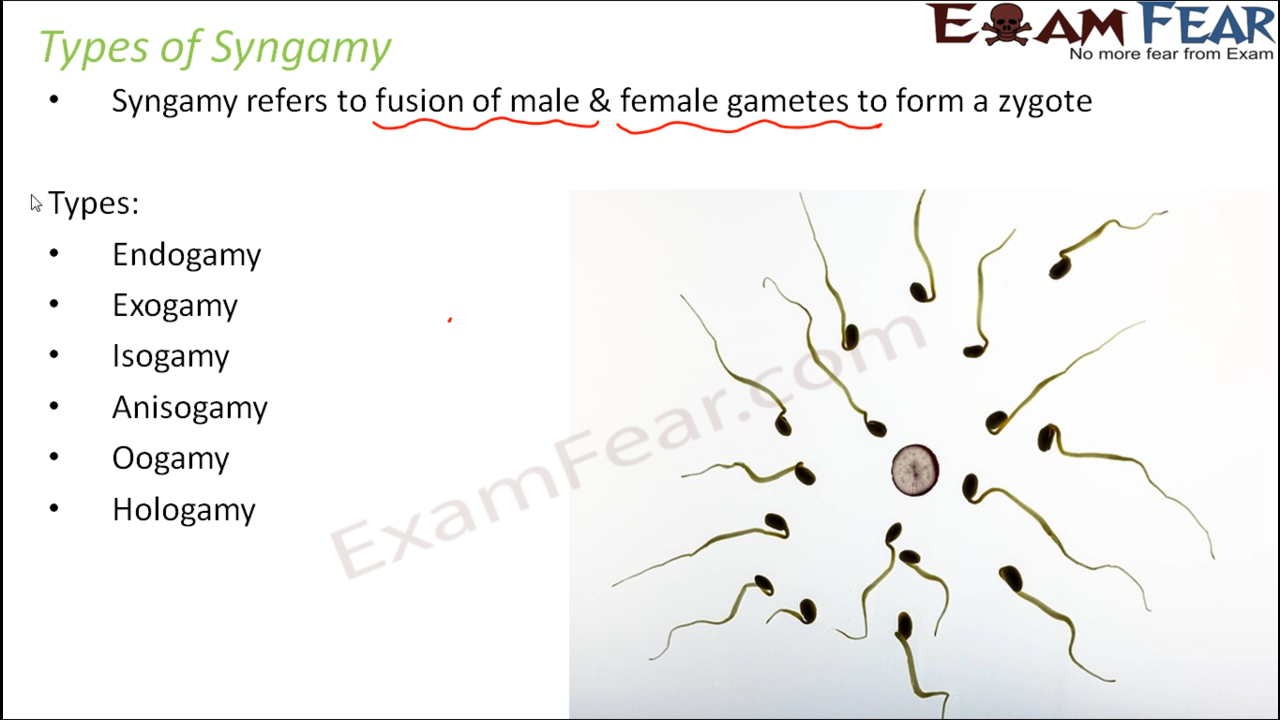 Types of Syngamy
EXAM FEAR
No more fear from Exam
• Syngamy refers to fusion of male & female gametes to form a zygote
Types:
• Endogamy
• Exogamy
• Isogamy
• Anisogamy
• Oogamy
• Hologamy
ExamFear.com